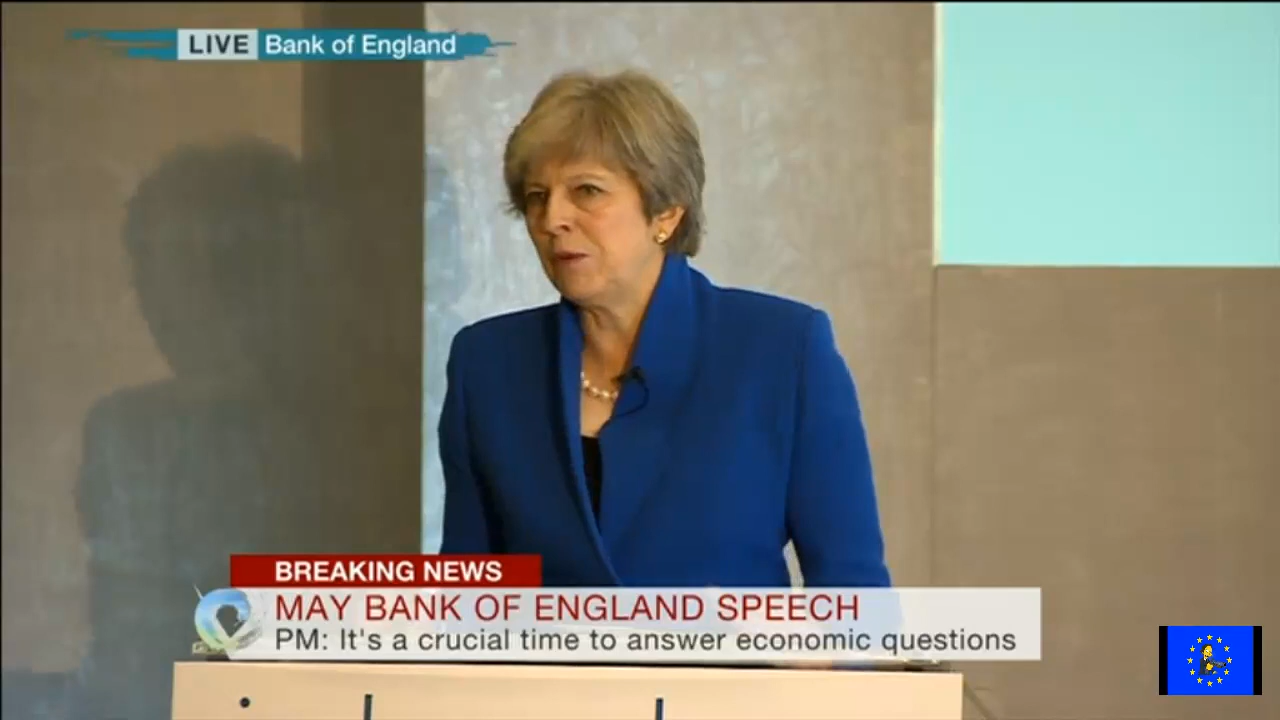 LIVE Bank of England
BREAKING NEWS
MAY BANK OF ENGLAND SPEECH
PM: It's a crucial time to answer economic questions